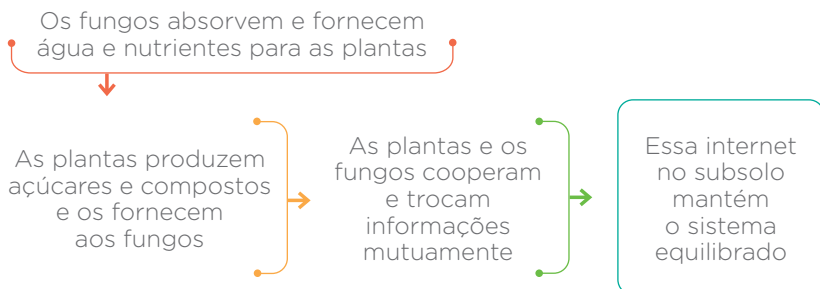 Os fungos absorvem e fornecem
água e nutrientes para as plantas
As plantas produzem
açúcares e compostos
e os fornecem
aos fungos
As plantas e os
fungos cooperam
e trocam
informações
mutuamente
Essa internet
no subsolo
mantém
o sistema
equilibrado